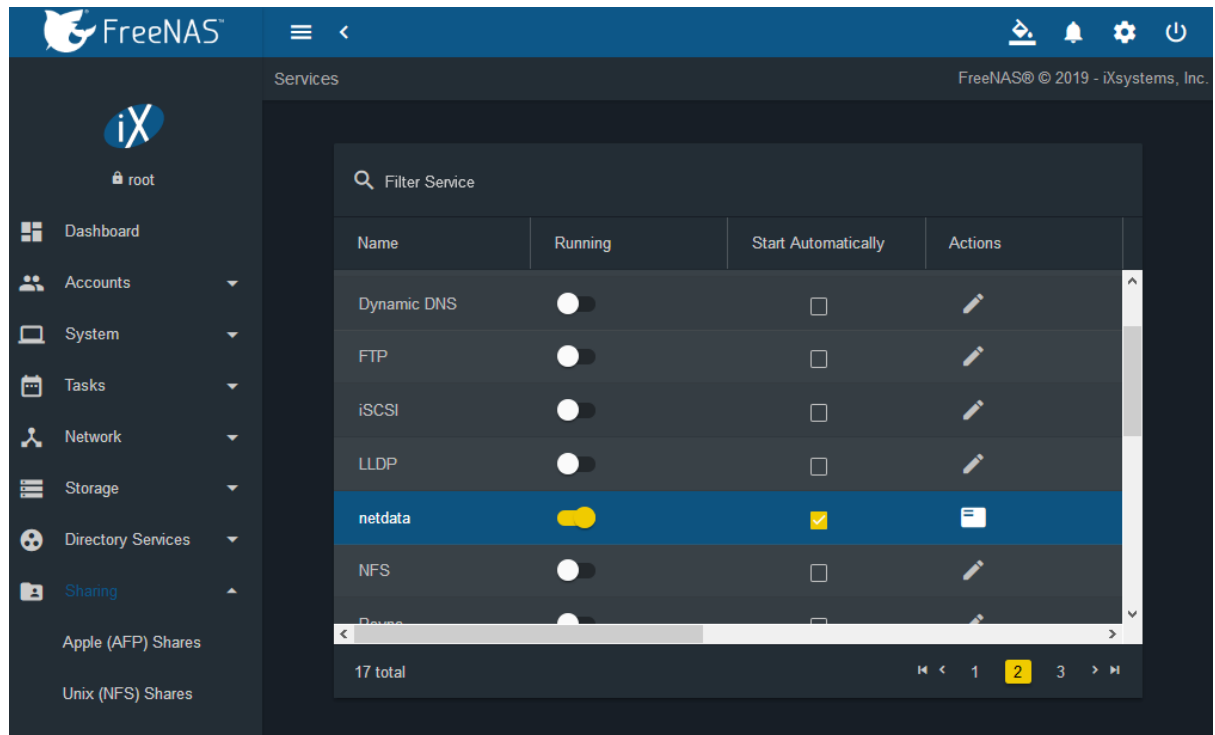 FreeNAS™
Services
FreeNAS® © 2019 - iXsystems, Inc.
iX
root
Dashboard
Accounts
System
Tasks
Network
Storage
Directory Services
Sharing
Apple (AFP) Shares
Unix (NFS) Shares
Filter Service
Name Running Start Automatically Actions
Dynamic DNS
FTP
iSCSI
LLDP
netdata
NFS
17 total
1 2 3